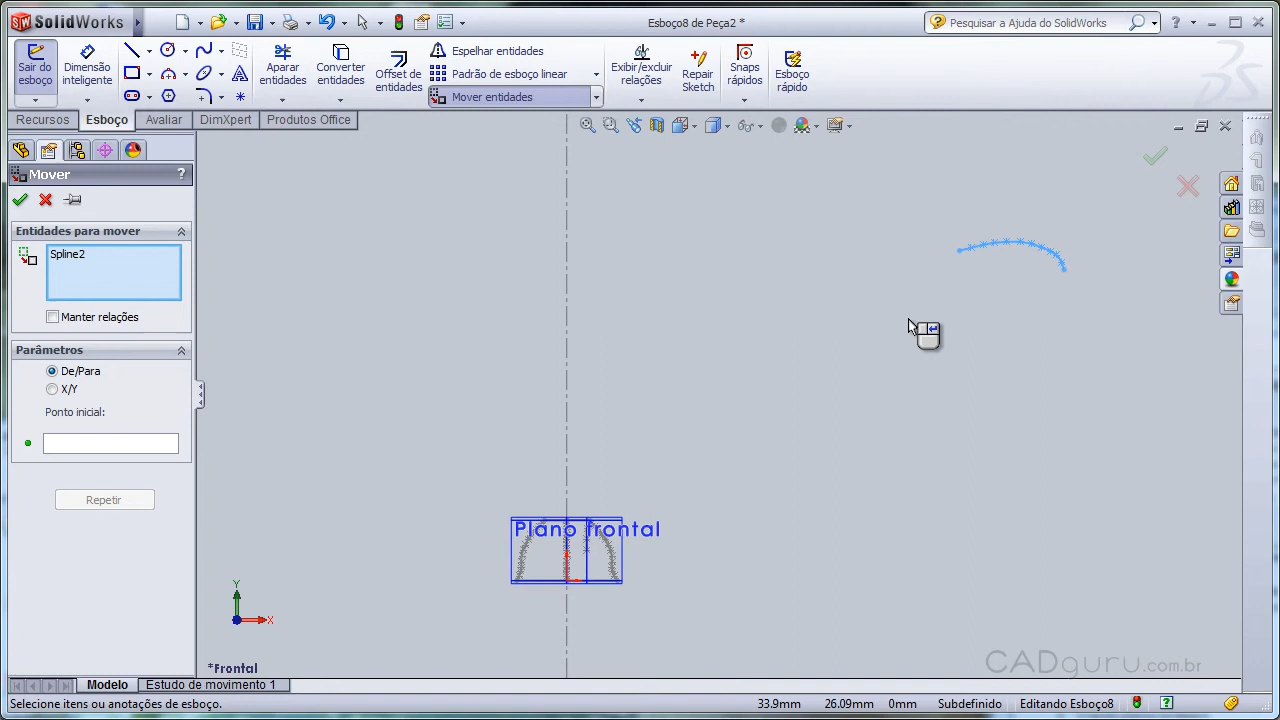 SolidWorks
Esboço8 de Peça2 *
Pesquisar a Ajuda do SolidWorks
Sair do
esboço
Dimensão
inteligente
Aparar
entidades
Converter
entidades
Offset de
entidades
Espelhar entidades
Padrão de esboço linear
Mover entidades
Exibir/excluir
relações
Repair
Sketch
Snaps
rápidos
Esboço
rápido
Recursos
Esboço
Avaliar
DimXpert
Produtos Office
Mover
?
Entidades para mover
Spline2
Manter relações
Parâmetros
De/Para
X/Y
Ponto inicial:
Repetir
Plano frontal
Y
X
*Frontal
CADguru.com.br
Modelo
Estudo de movimento 1
Selecione itens ou anotações de esboço.
33.9mm
26.09mm
0mm
Subdefinido
Editando Esboço8